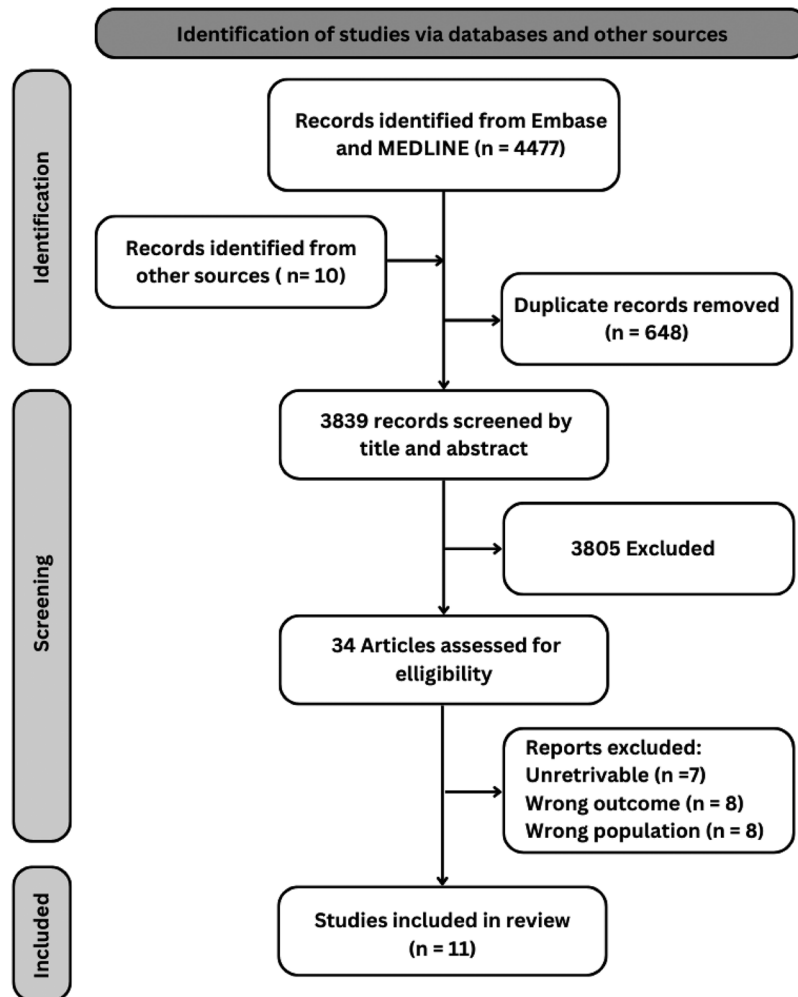 Identification of studies via databases and other sources
Identification
Records identified from Embase
and MEDLINE (n = 4477)
Records identified from
other sources ( n= 10)
Duplicate records removed
(n = 648)
Screening
3839 records screened by
title and abstract
3805 Excluded
34 Articles assessed for
elligibility
Reports excluded:
Unretrivable (n =7)
Wrong outcome (n = 8)
Wrong population (n = 8)
Included
Studies included in review
(n = 11)